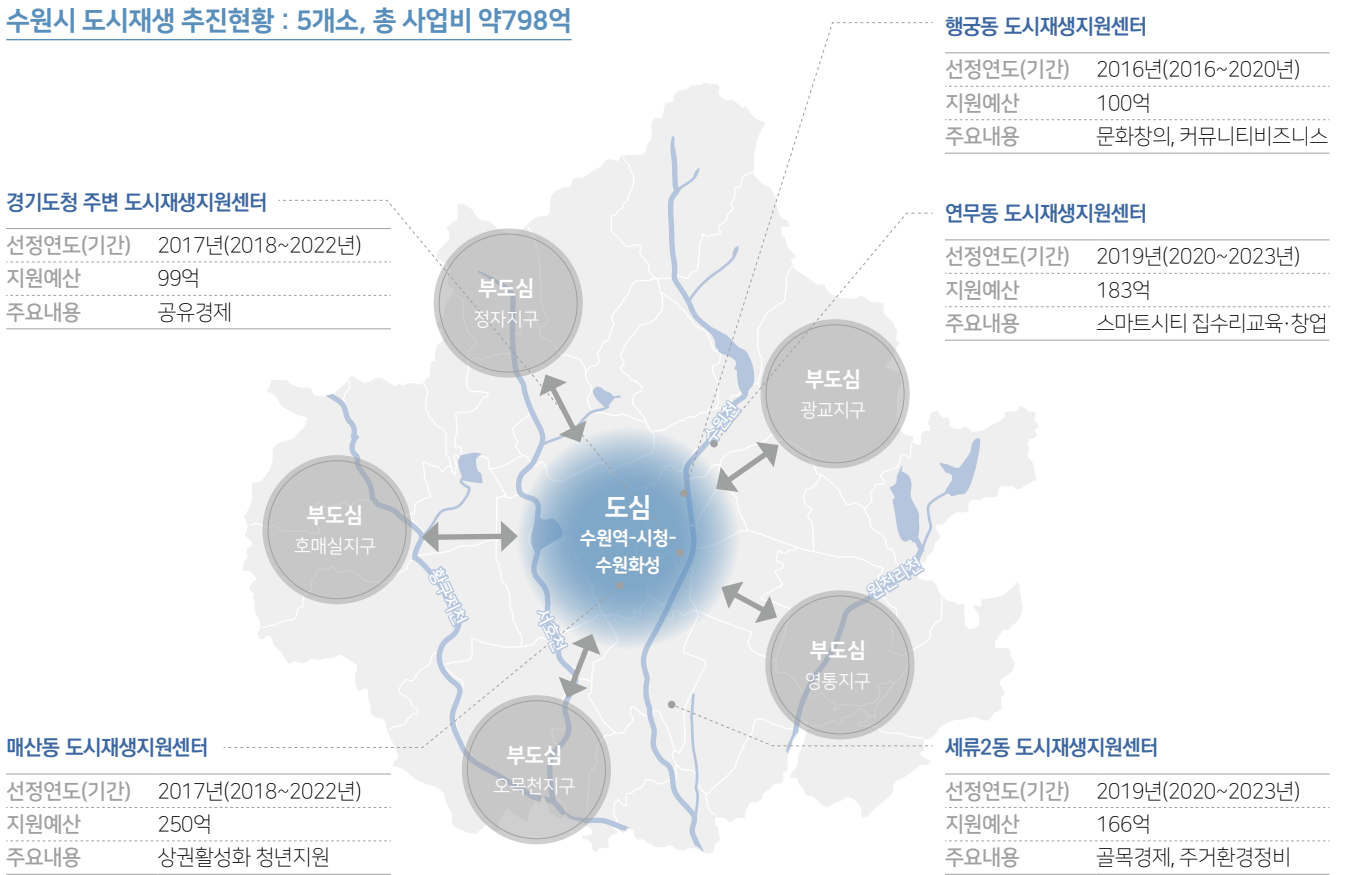 수원시 도시재생 추진현황 : 5개소, 총 사업비 약798억
행궁동 도시재생지원센터
선정연도(기간) 2016년(2016~2020년)
지원예산 100억
주요내용 문화창의, 커뮤니티비즈니스
경기도청 주변 도시재생지원센터
선정연도(기간) 2017년(2018~2022년)
지원예산 99억
주요내용 공유경제
연무동 도시재생지원센터
선정연도(기간) 2019년(2020~2023년)
지원예산 183억
주요내용 스마트시티 집수리교육·창업
부도심
정자지구
부도심
광교지구
수원천
부도심
호매실지구
도심
수원역-시청-
수원화성
황구지천
서호천
원천리천
부도심
영통지구
부도심
오목천지구
매산동 도시재생지원센터
선정연도(기간) 2017년(2018~2022년)
지원예산 250억
주요내용 상권활성화 청년지원
세류2동 도시재생지원센터
선정연도(기간) 2019년(2020~2023년)
지원예산 166억
주요내용 골목경제, 주거환경정비